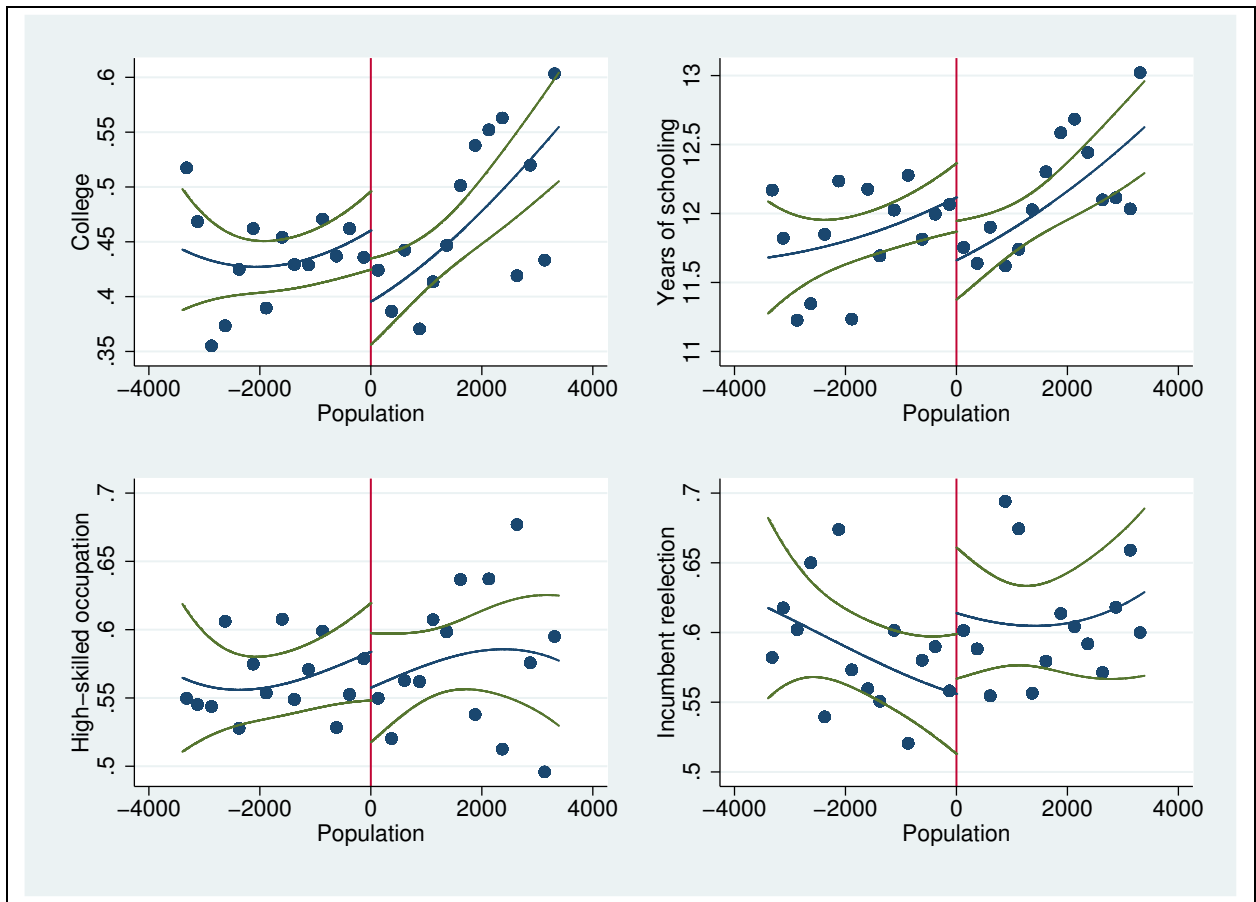 College
.6
.55
.5
.45
.4
.35
−4000 −2000 0 2000 4000
Population
Years of schooling
13
12.5
12
11.5
11
−4000 −2000 0 2000 4000
Population
High−skilled occupation
.7
.65
.6
.55
.5
−4000 −2000 0 2000 4000
Population
Incumbent reelection
.7
.65
.6
.55
.5
−4000 −2000 0 2000 4000
Population